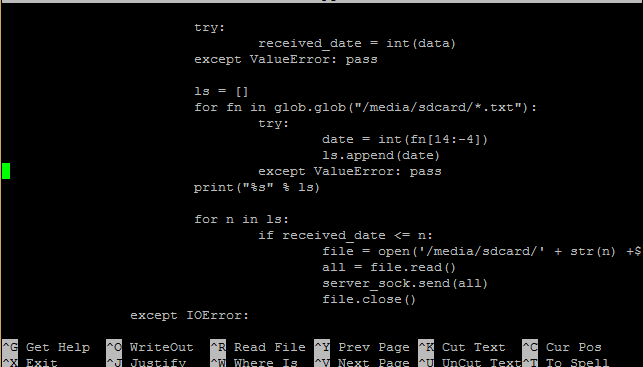 try:
received_date = int(data)
except ValueError: pass
ls = []
for fn in glob.glob("/media/sdcard/*.txt"):
try:
date = int(fn[14:-4])
ls.append(date)
except ValueError: pass
print("%s" % ls)
for n in ls:
if received_date <= n:
file = open('/media/sdcard/' + str(n) +$
all = file.read()
server_sock.send(all)
file.close()
except IOError:
^G Get Help ^O WriteOut ^R Read File ^Y Prev Page ^K Cut Text ^C Cur Pos
^X Exit ^J Justify ^W Where Is ^V Next Page ^U UnCut Text ^T To Spell